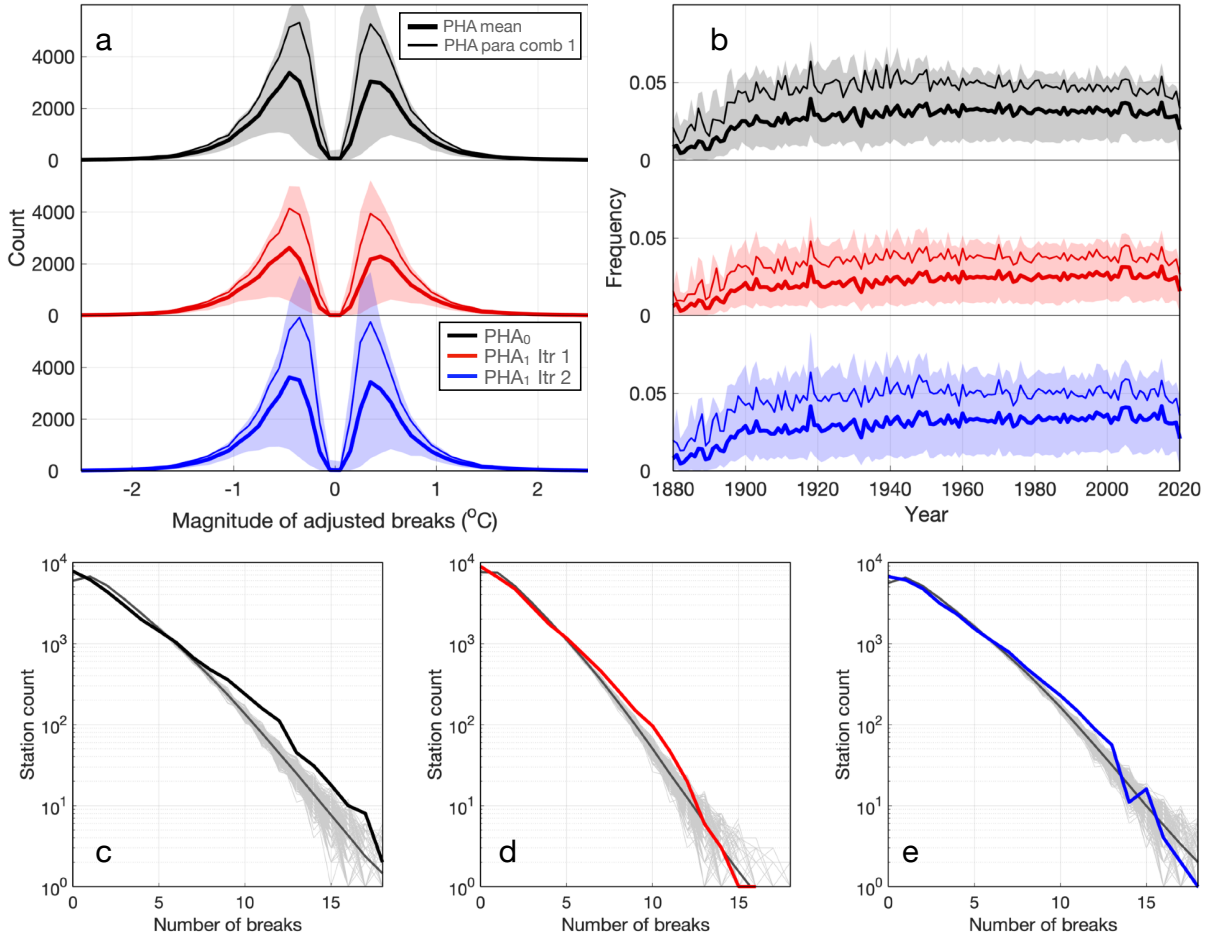 a
PHA mean
PHA para comb 1
6000
4000
2000
0
4000
2000
0
4000
2000
0
Count
PHA₀
PHA₁ Itr 1
PHA₁ Itr 2
-2
-1
0
1
2
Magnitude of adjusted breaks (°C)
b
0.05
0
0.05
0
0.05
0
Frequency
1880
1900
1920
1940
1960
1980
2000
2020
Year
c
10⁴
10³
10²
10¹
10⁰
Station count
0
5
10
15
Number of breaks
d
10⁴
10³
10²
10¹
10⁰
Station count
0
5
10
15
Number of breaks
e
10⁴
10³
10²
10¹
10⁰
Station count
0
5
10
15
Number of breaks